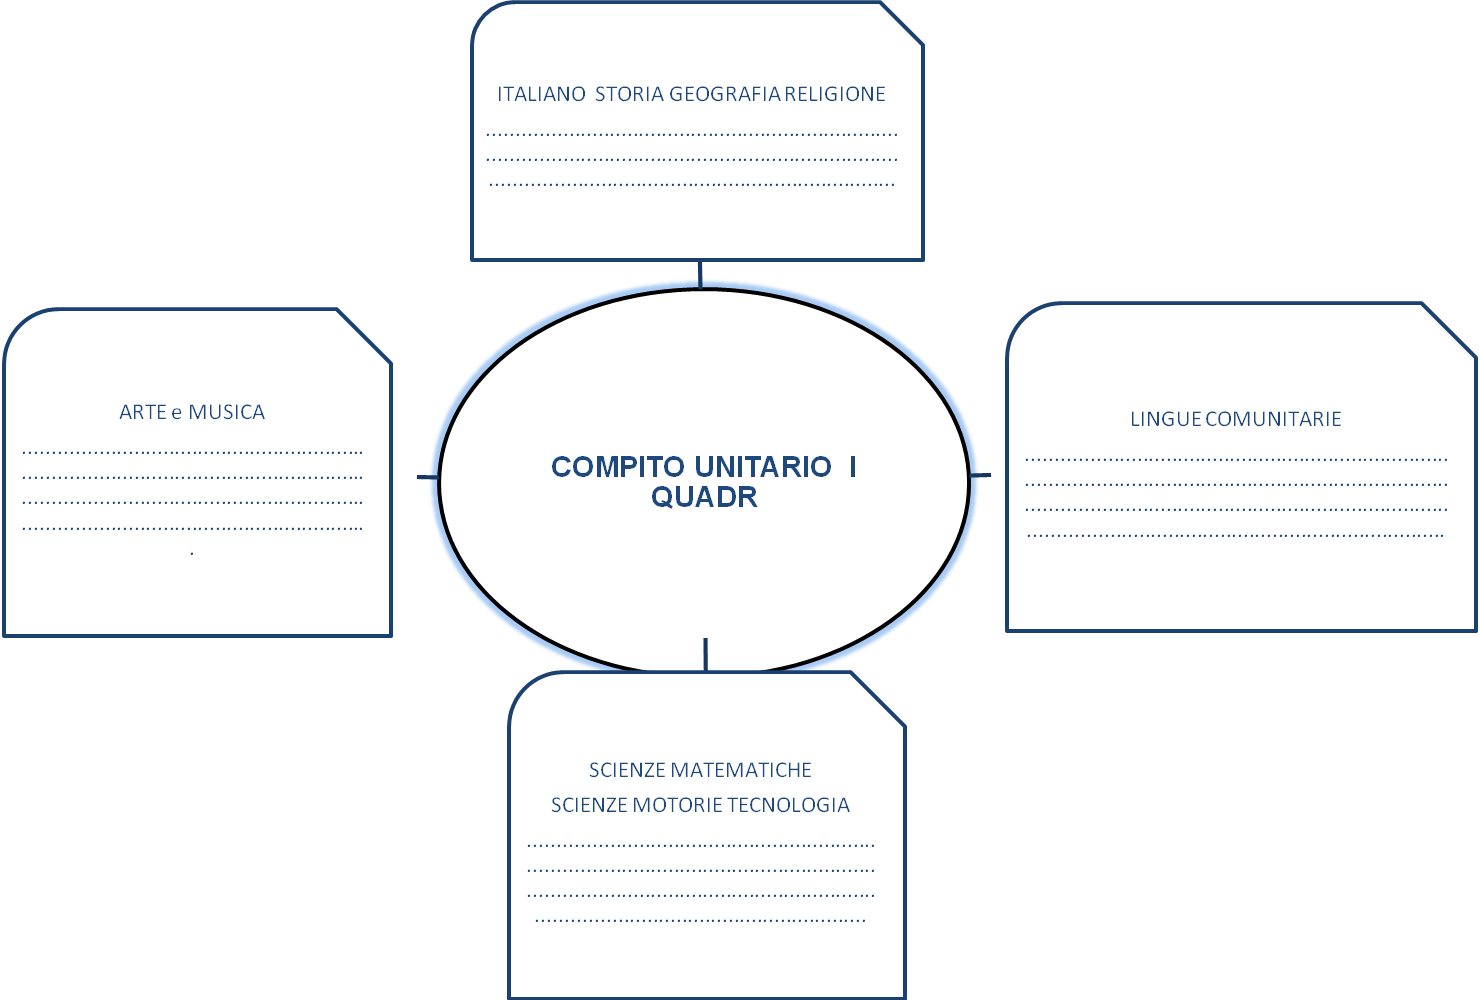 ITALIANO STORIA GEOGRAFIA RELIGIONE
……………………………………………………………
……………………………………………………………
……………………………………………………………
ARTE e MUSICA
…………………………………………………
…………………………………………………
…………………………………………………
…………………………………………………
.
COMPITO UNITARIO I
QUADR
LINGUE COMUNITARIE
………………………………………………………………
………………………………………………………………
………………………………………………………………
………………………………………………………………
SCIENZE MATEMATICHE
SCIENZE MOTORIE TECNOLOGIA
…………………………………………………
…………………………………………………
…………………………………………………
…………………………………………………